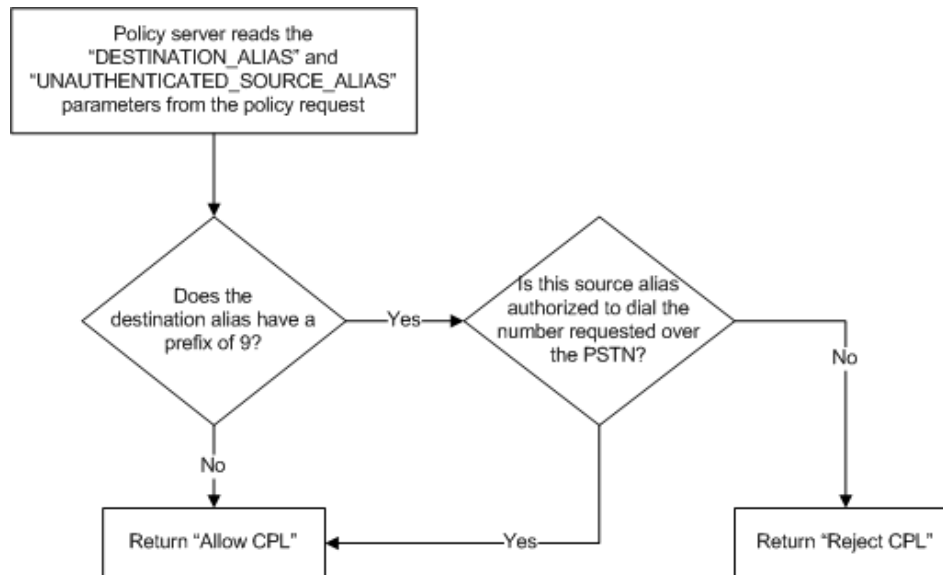 Policy server reads the
“DESTINATION_ALIAS” and
“UNAUTHENTICATED_SOURCE_ALIAS”
parameters from the policy request
Does the
destination alias have a
prefix of 9?
Yes
Is this source alias
authorized to dial the
number requested over
the PSTN?
No
No
Return “Allow CPL”
Yes
Return “Reject CPL”